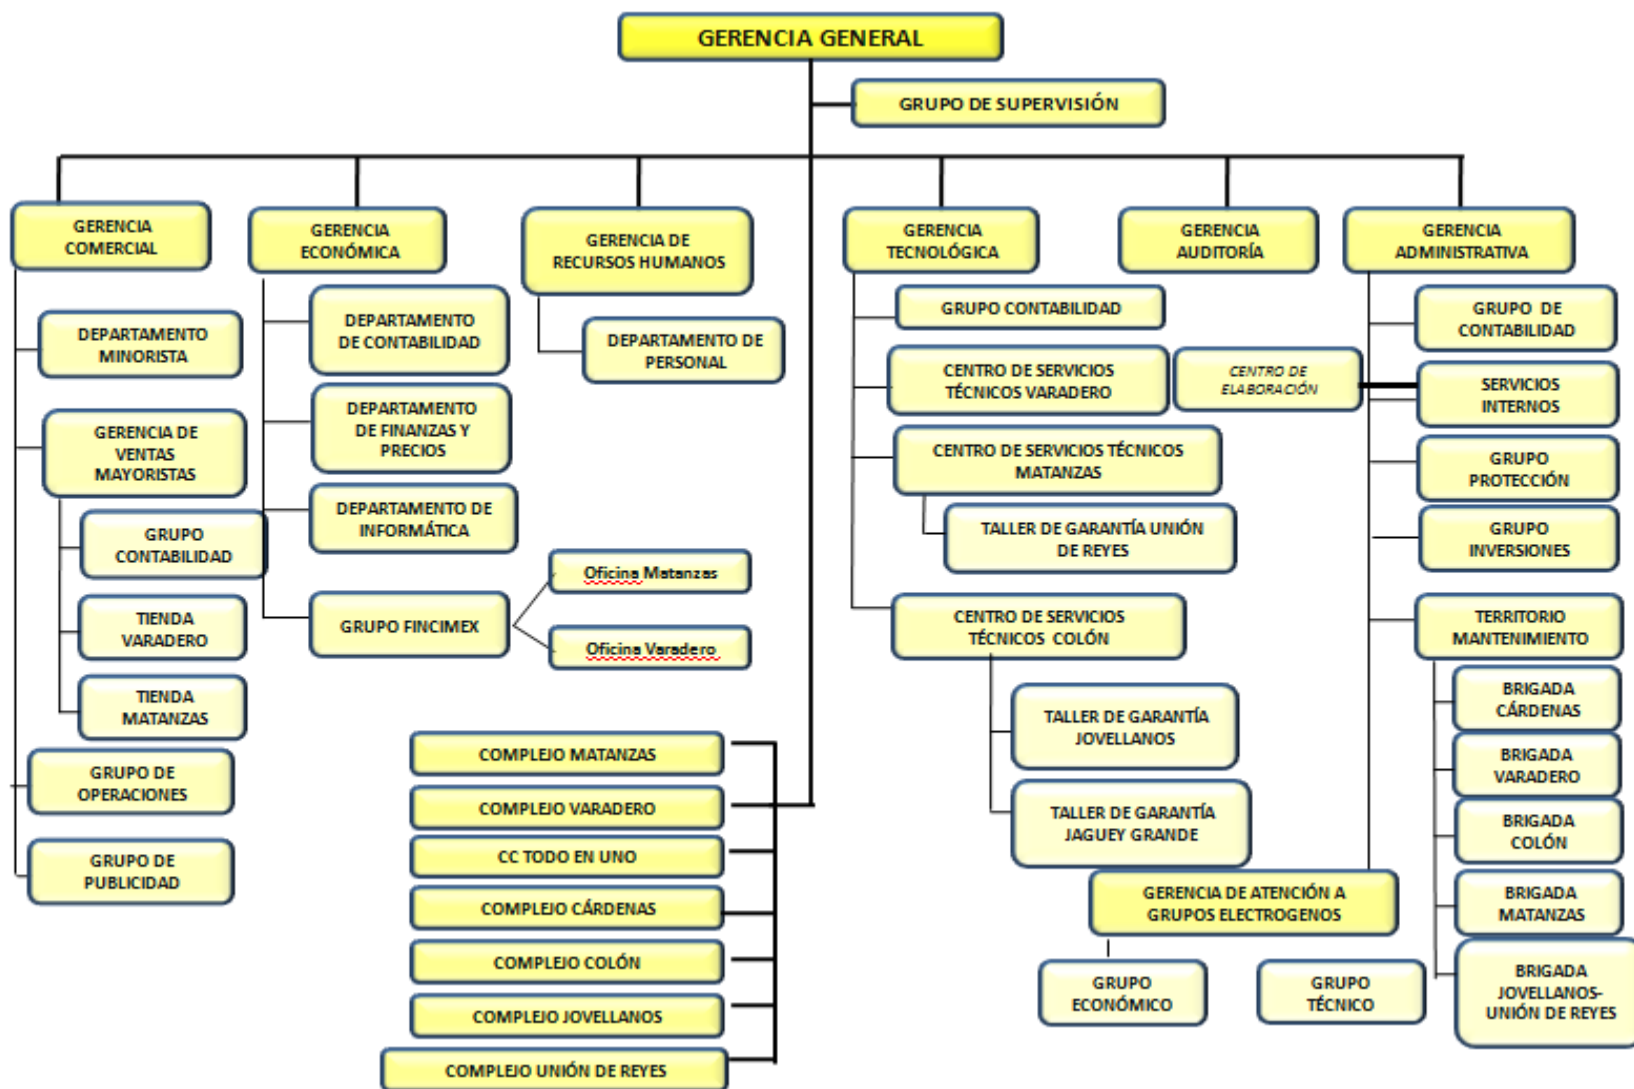 GERENCIA GENERAL
GRUPO DE SUPERVISIÓN
GERENCIA
COMERCIAL
DEPARTAMENTO
MINORISTA
GERENCIA DE
VENTAS
MAYORISTAS
GRUPO
CONTABILIDAD
TIENDA
VARADERO
TIENDA
MATANZAS
GRUPO DE
OPERACIONES
GRUPO DE
PUBLICIDAD
GERENCIA
ECONÓMICA
DEPARTAMENTO
DE CONTABILIDAD
DEPARTAMENTO
DE FINANZAS Y
PRECIOS
DEPARTAMENTO DE
INFORMÁTICA
GRUPO FINCIMEX
Oficina Matanzas
Oficina Varadero
GERENCIA DE
RECURSOS HUMANOS
DEPARTAMENTO DE
PERSONAL
COMPLEJO MATANZAS
COMPLEJO VARADERO
CC TODO EN UNO
COMPLEJO CÁRDENAS
COMPLEJO COLÓN
COMPLEJO JOVELLANOS
COMPLEJO UNIÓN DE REYES
GERENCIA
TECNOLÓGICA
GRUPO CONTABILIDAD
CENTRO DE SERVICIOS
TÉCNICOS VARADERO
CENTRO DE SERVICIOS TÉCNICOS
MATANZAS
TALLER DE GARANTÍA UNIÓN
DE REYES
CENTRO DE SERVICIOS
TÉCNICOS COLÓN
TALLER DE GARANTÍA
JOVELLANOS
TALLER DE GARANTÍA
JAGUEY GRANDE
GERENCIA
AUDITORÍA
GERENCIA
ADMINISTRATIVA
GRUPO DE
CONTABILIDAD
CENTRO DE
ELABORACIÓN
SERVICIOS
INTERNOS
GRUPO
PROTECCIÓN
GRUPO
INVERSIONES
TERRITORIO
MANTENIMIENTO
BRIGADA
CÁRDENAS
BRIGADA
VARADERO
BRIGADA
COLÓN
BRIGADA
MATANZAS
BRIGADA
JOVELLANOS-
UNIÓN DE REYES
GERENCIA DE ATENCIÓN A
GRUPOS ELECTROGENOS
GRUPO
ECONÓMICO
GRUPO
TÉCNICO